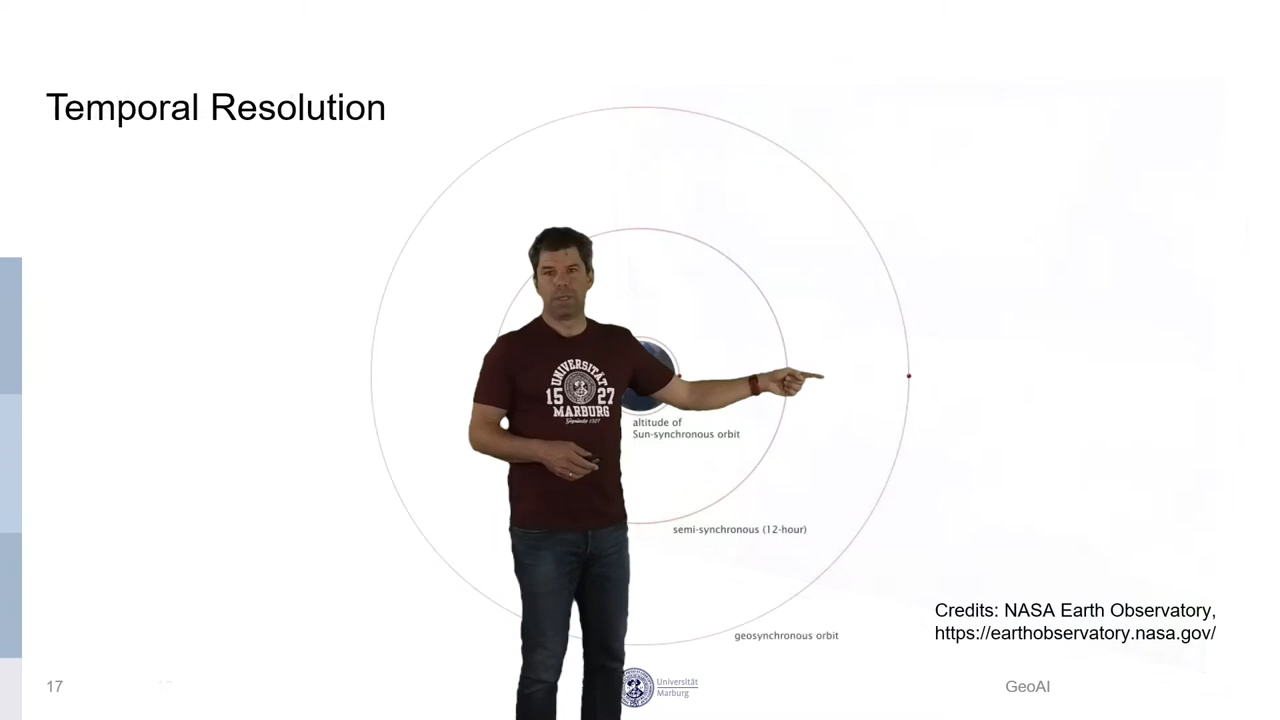 Temporal Resolution
UNIVERSITÄT
15 27
MARBURG
altitude of
Sun-synchronous orbit
semi-synchronous (12-hour)
geosynchronous orbit
Credits: NASA Earth Observatory,
https://earthobservatory.nasa.gov/
17
Universität
Marburg
GeoAI